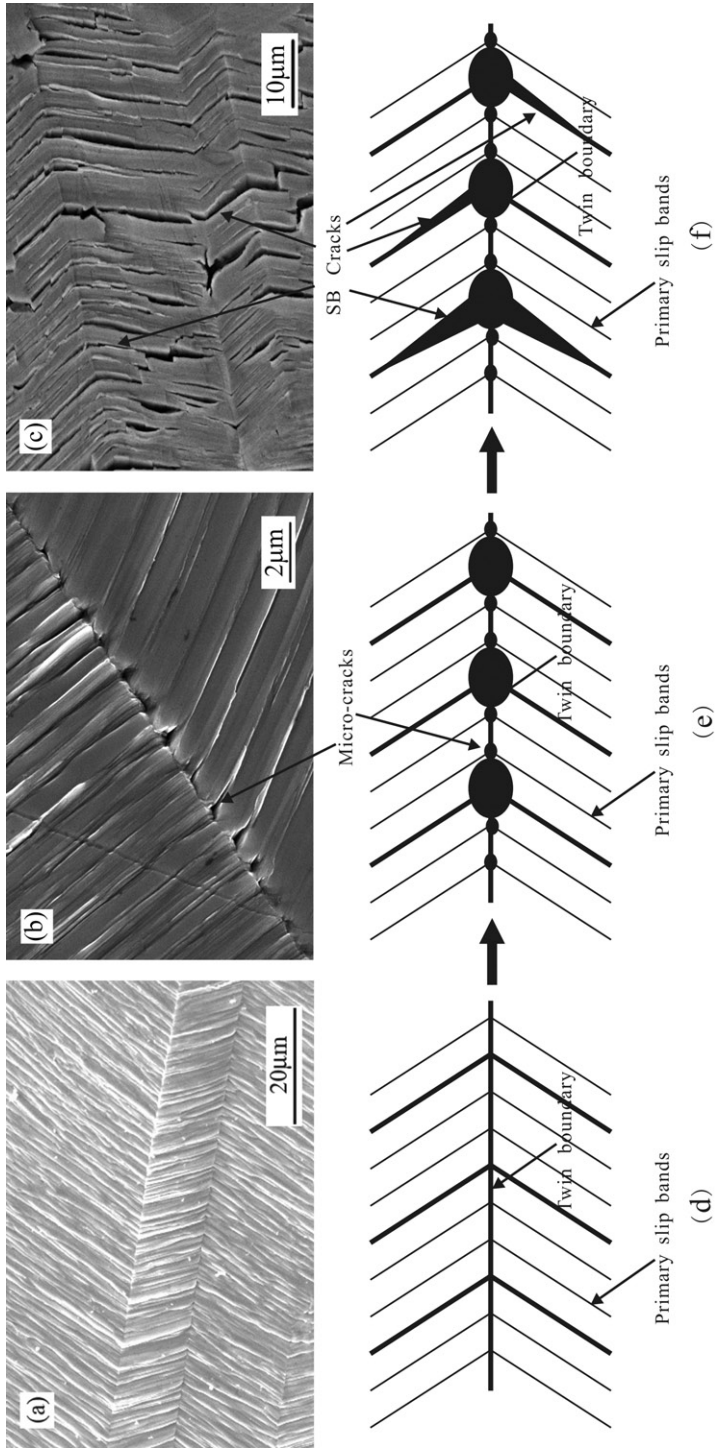 (a)
20μm
(b)
2μm
(c)
10μm
Micro-cracks
SB Cracks
Twin boundary
Primary slip bands
(d)
Twin boundary
Primary slip bands
(e)
Twin boundary
Primary slip bands
(f)